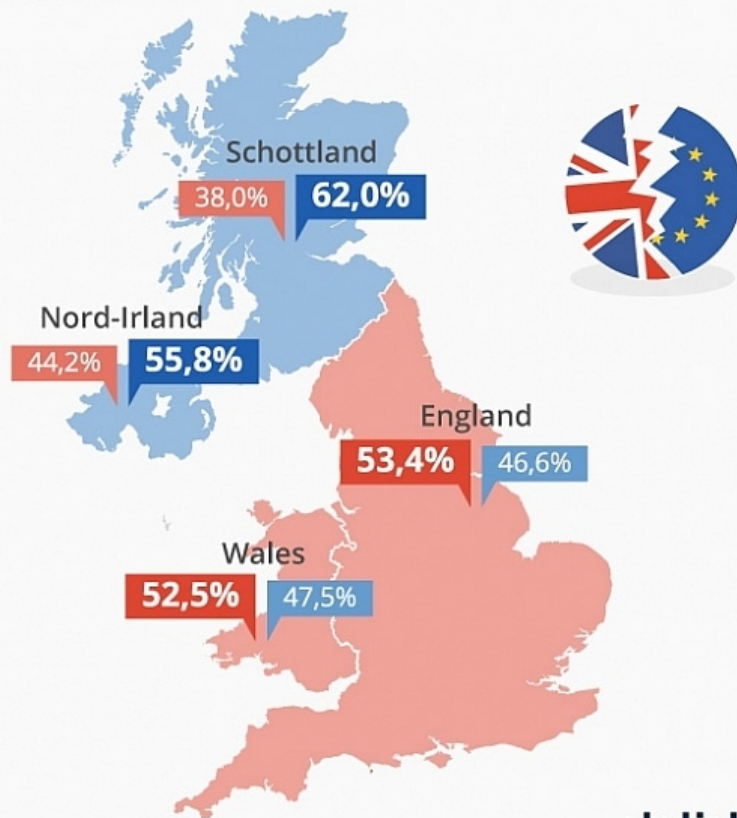 Schottland
38,0% 62,0%
Nord-Irland
44,2% 55,8%
England
53,4% 46,6%
Wales
52,5% 47,5%